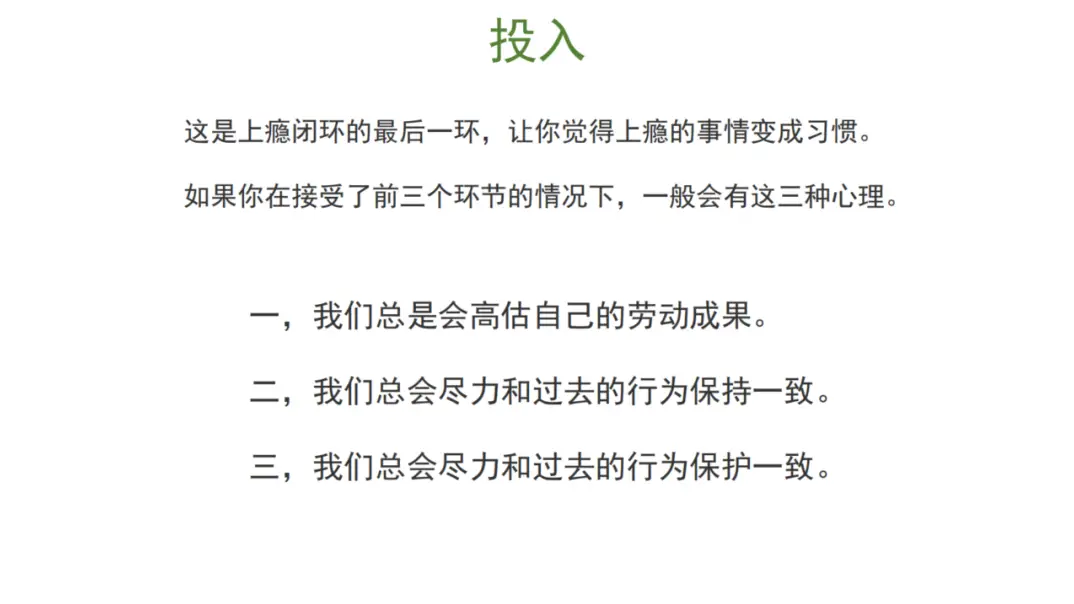 投入
这是上瘾闭环的最后一环，让你觉得上瘾的事情变成习惯。
如果你在接受了前三个环节的情况下，一般会有这三种心理。
一，我们总是会高估自己的劳动成果。
二，我们总会尽力和过去的行为保持一致。
三，我们总会尽力和过去的行为保护一致。